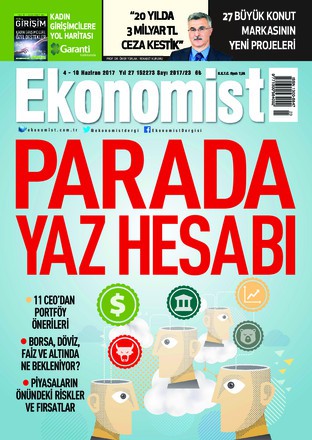 GİRİŞİM
KADIN
GİRİŞİMCİLERE
YOL HARİTASI
Garanti
"20 YILDA
3 MİLYAR TL
CEZA KESTİK"
27 BÜYÜK KONUT
MARKASININ
YENİ PROJELERİ
4 - 10 Haziran 2017 Yıl 27 Sayı: 2017/23
Ekonomist
ekonomist.com.tr
@ekonomistdergi
EkonomistDergisi
PARADA
YAZ HESABI
• 11 CEO'DAN
PORTFÖY
ÖNERİLERİ
• BORSA, DÖVİZ,
FAİZ VE ALTINDA
NE BEKLENİYOR?
• PİYASALARIN
ÖNÜNDEKİ RİSKLER
VE FIRSATLAR
$